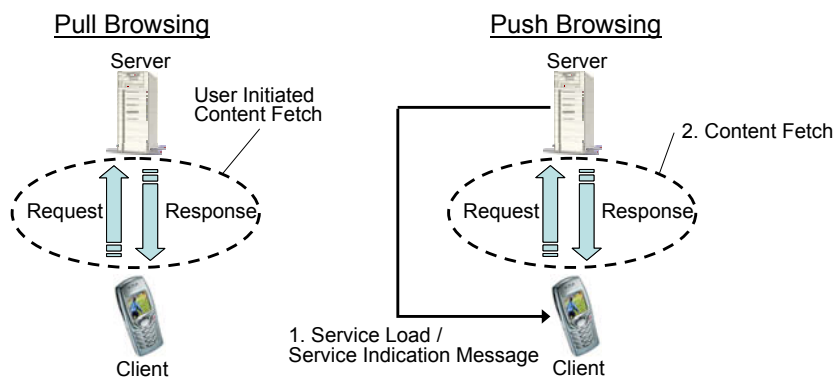 Pull Browsing
Server
User Initiated
Content Fetch
Request
Response
Client
Push Browsing
Server
2. Content Fetch
Request
Response
1. Service Load /
Service Indication Message
Client